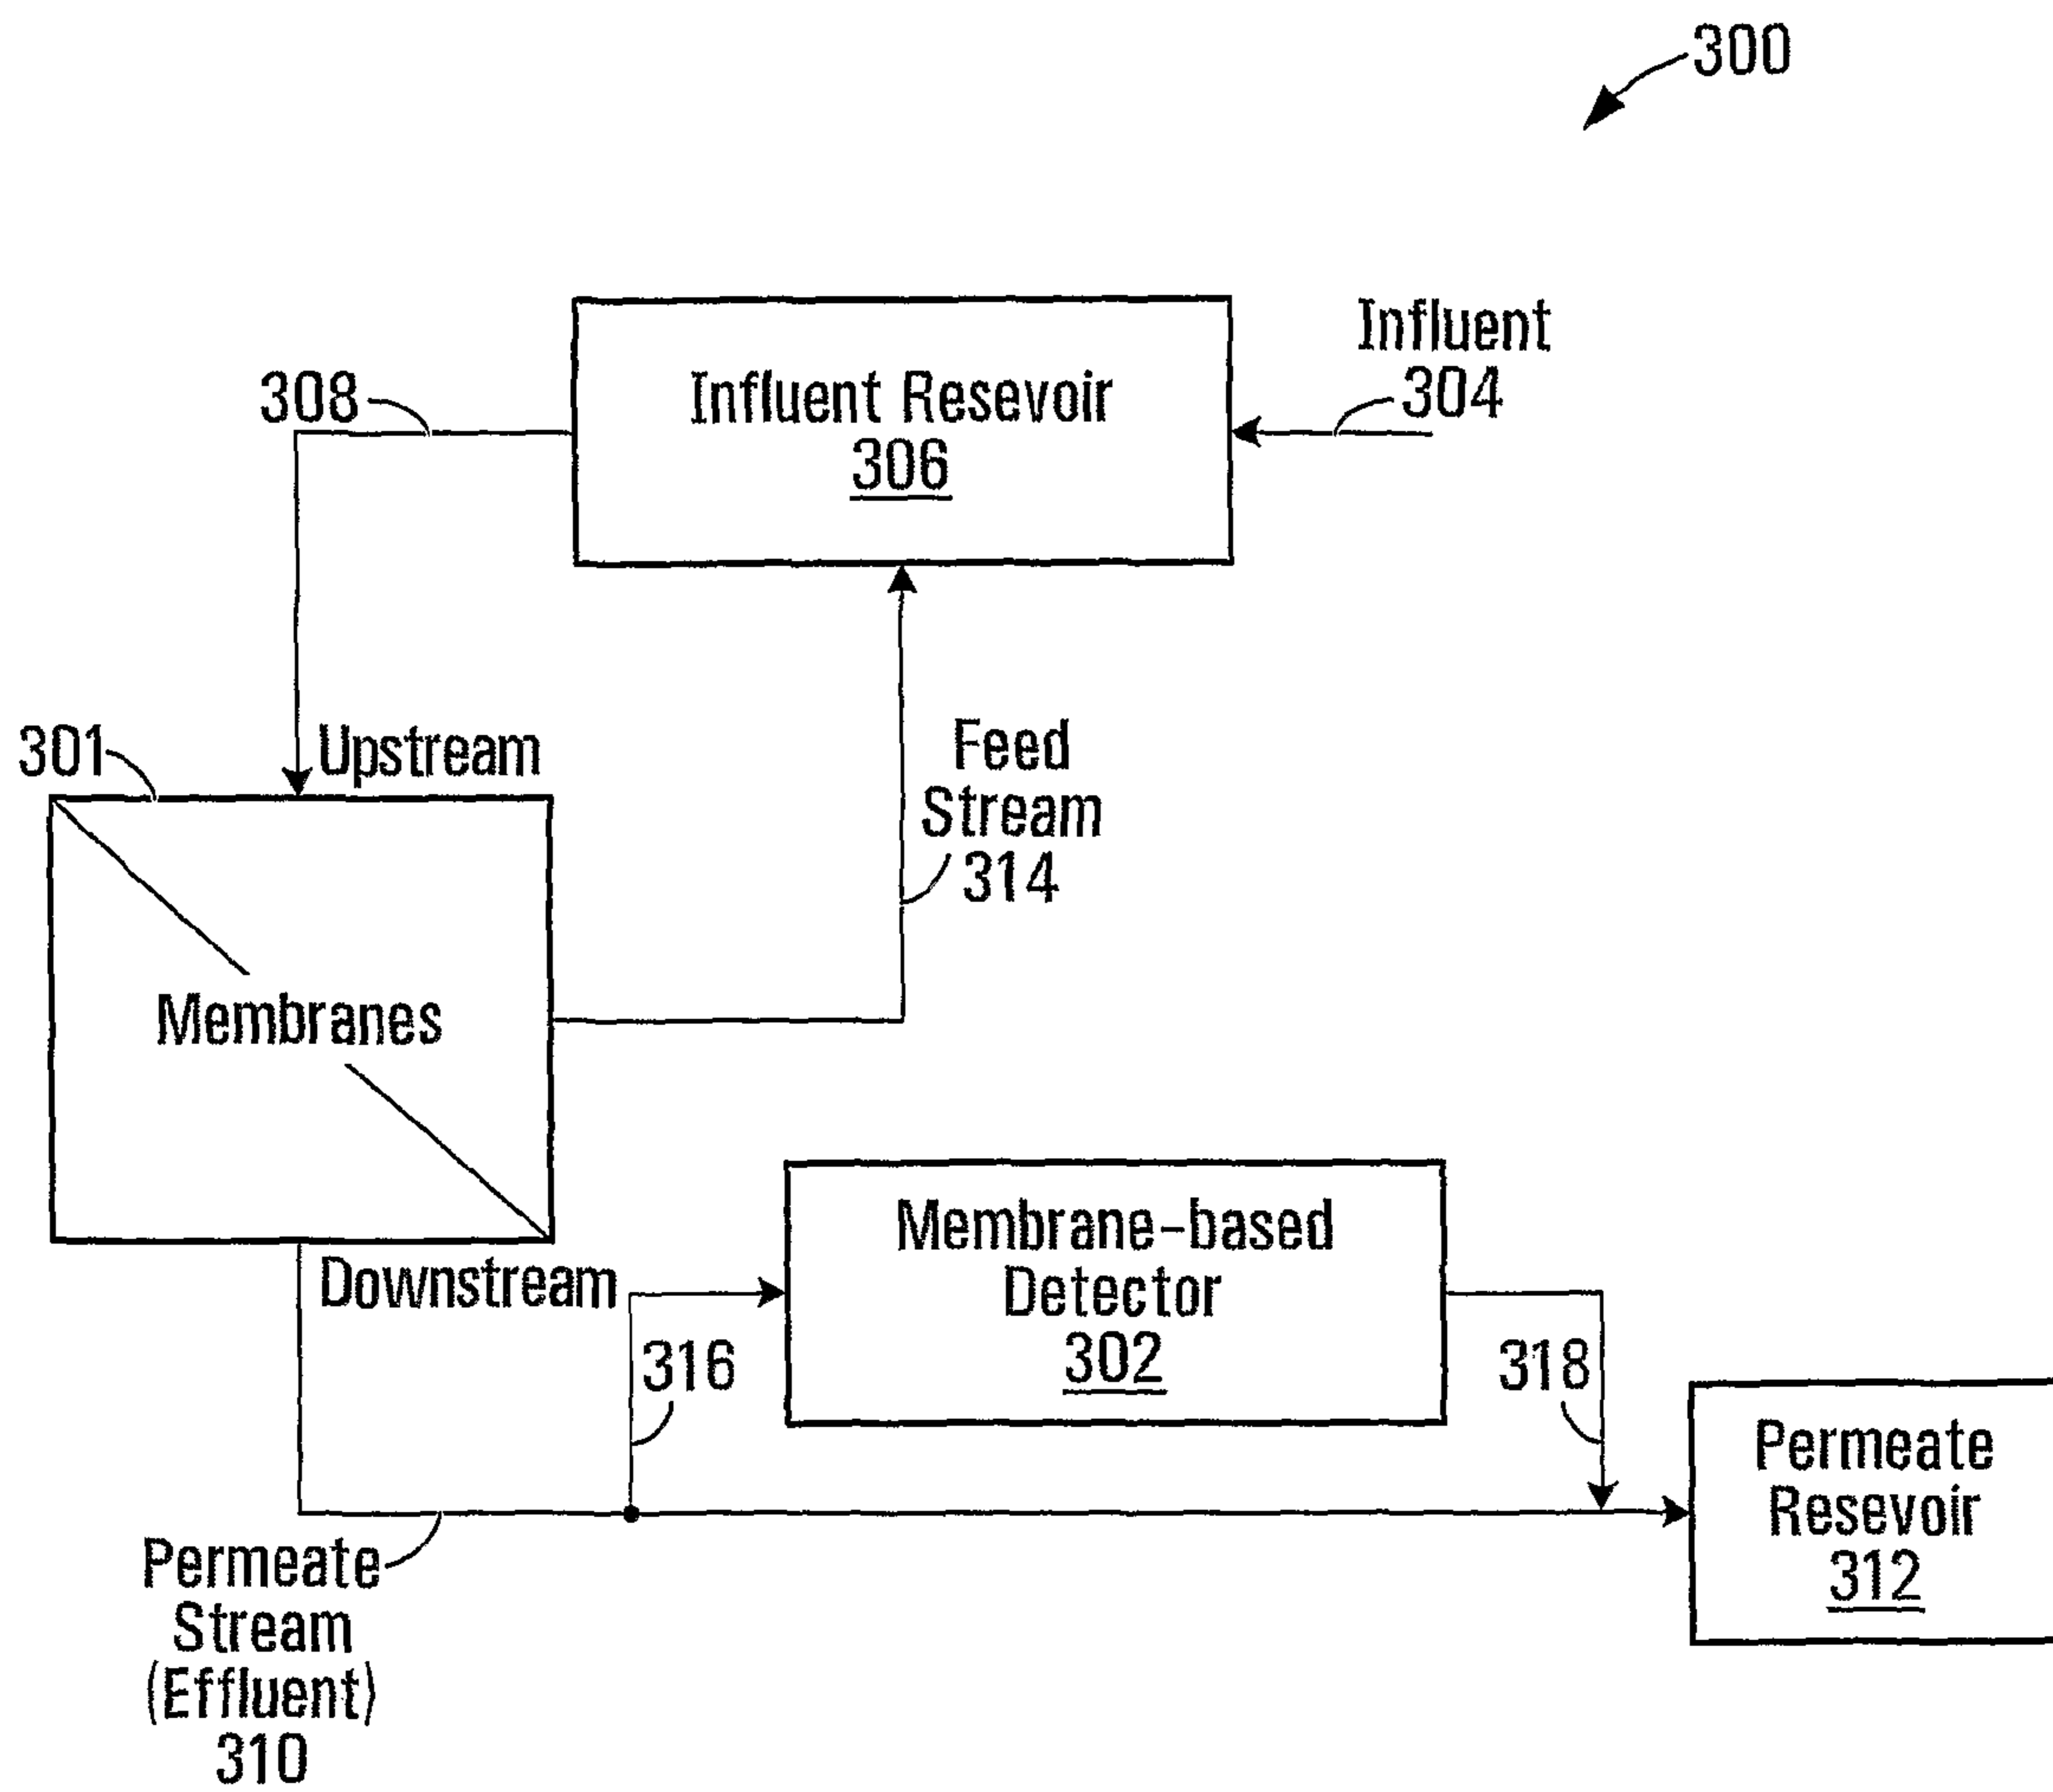 300
Influent
304
308
Influent Resevoir
306
Feed
Stream
314
301
Upstream
Membranes
Downstream
Membrane-based
Detector
302
316
318
Permeate
Resevoir
312
Permeate
Stream
(Effluent)
310